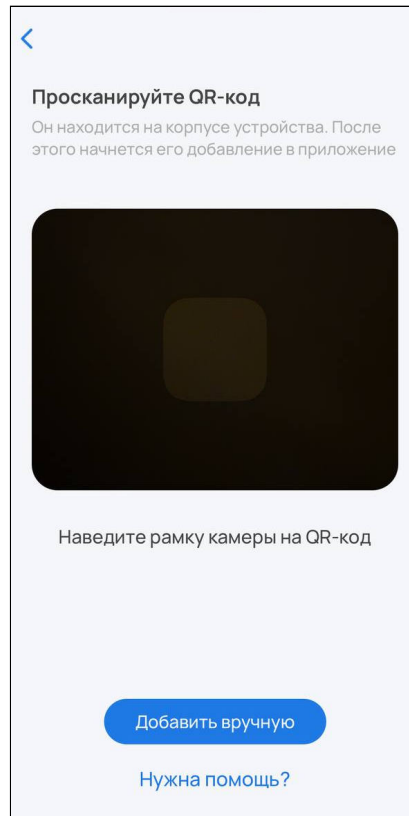 Просканируйте QR-код
Он находится на корпусе устройства. После
этого начнется его добавление в приложение
Наведите рамку камеры на QR-код
Добавить вручную
Нужна помощь?